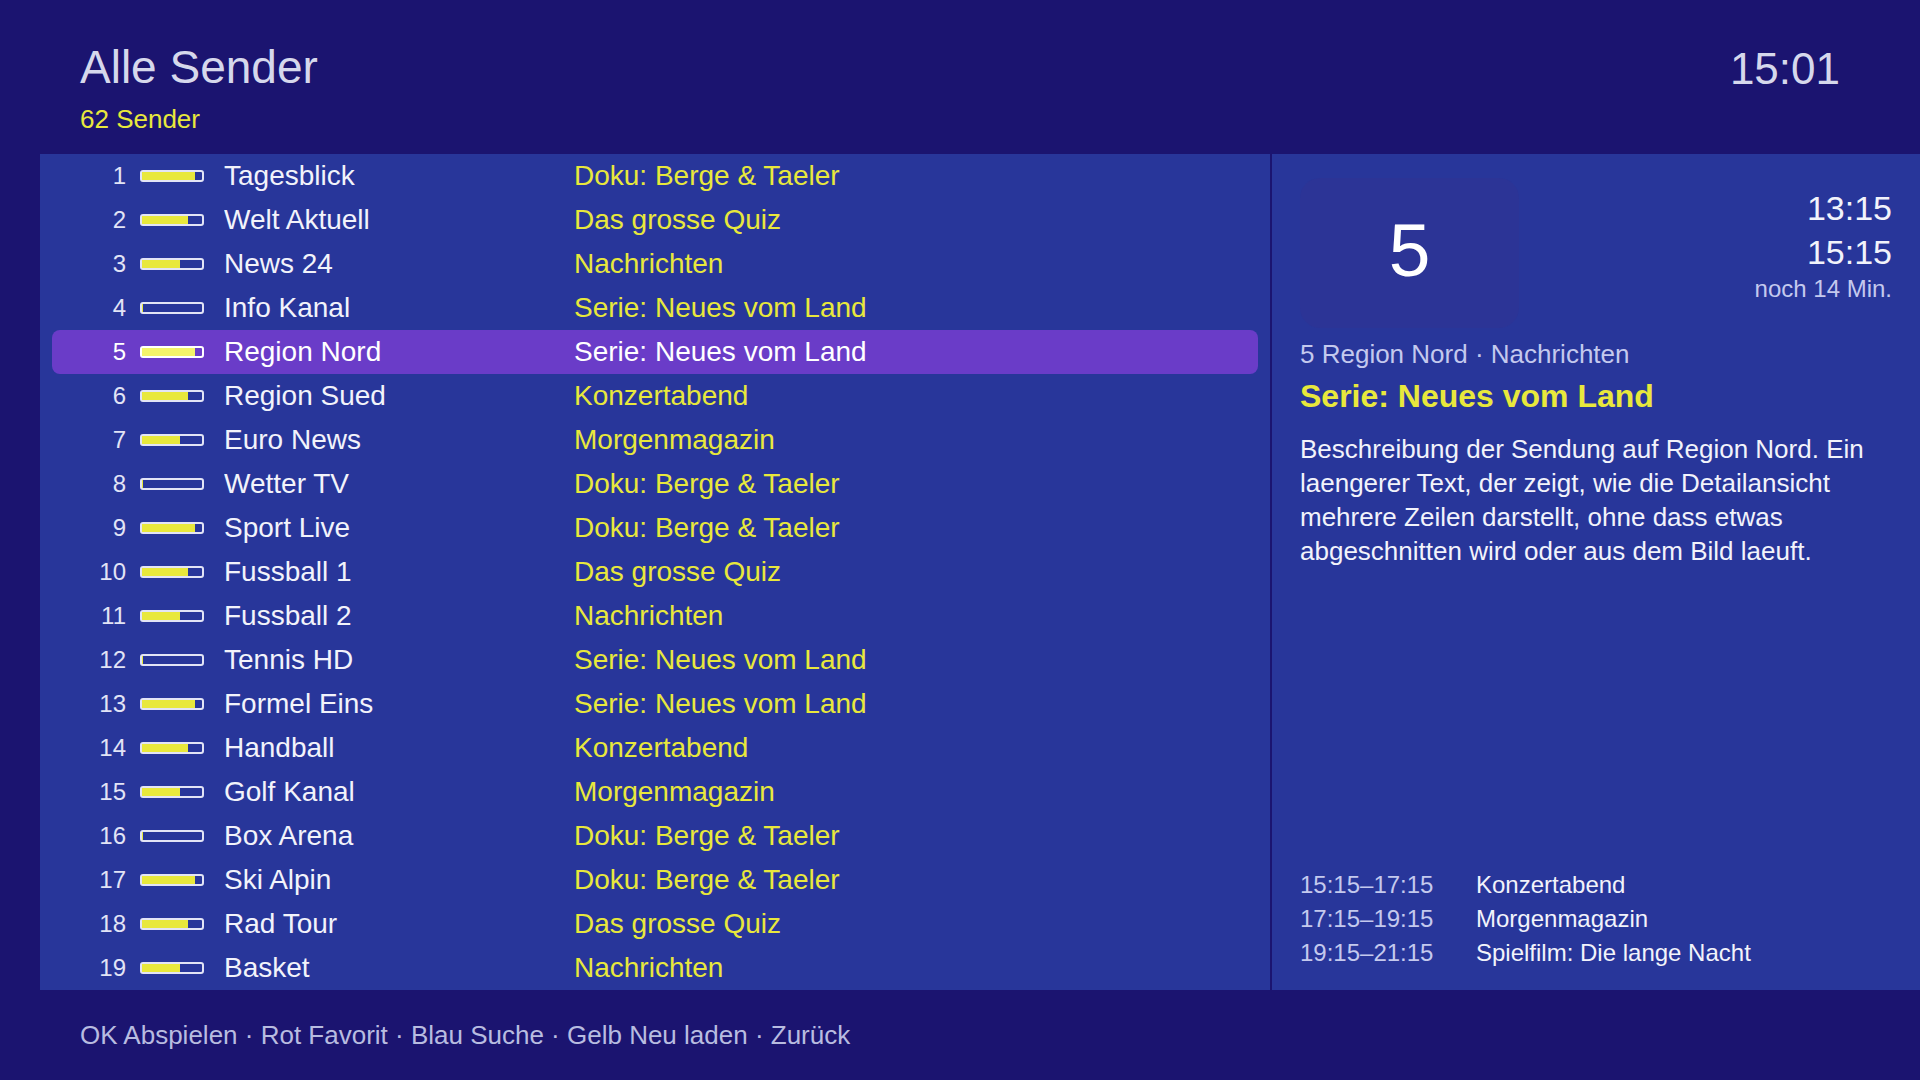 Alle Sender
15:01
62 Sender
1 Tagesblick Doku: Berge & Taeler
2 Welt Aktuell Das grosse Quiz
3 News 24 Nachrichten
4 Info Kanal Serie: Neues vom Land
5 Region Nord Serie: Neues vom Land
6 Region Sued Konzertabend
7 Euro News Morgenmagazin
8 Wetter TV Doku: Berge & Taeler
9 Sport Live Doku: Berge & Taeler
10 Fussball 1 Das grosse Quiz
11 Fussball 2 Nachrichten
12 Tennis HD Serie: Neues vom Land
13 Formel Eins Serie: Neues vom Land
14 Handball Konzertabend
15 Golf Kanal Morgenmagazin
16 Box Arena Doku: Berge & Taeler
17 Ski Alpin Doku: Berge & Taeler
18 Rad Tour Das grosse Quiz
19 Basket Nachrichten
5
13:15
15:15
noch 14 Min.
5 Region Nord · Nachrichten
Serie: Neues vom Land
Beschreibung der Sendung auf Region Nord. Ein
laengerer Text, der zeigt, wie die Detailansicht
mehrere Zeilen darstellt, ohne dass etwas
abgeschnitten wird oder aus dem Bild laeuft.
15:15–17:15 Konzertabend
17:15–19:15 Morgenmagazin
19:15–21:15 Spielfilm: Die lange Nacht
OK Abspielen · Rot Favorit · Blau Suche · Gelb Neu laden · Zurück